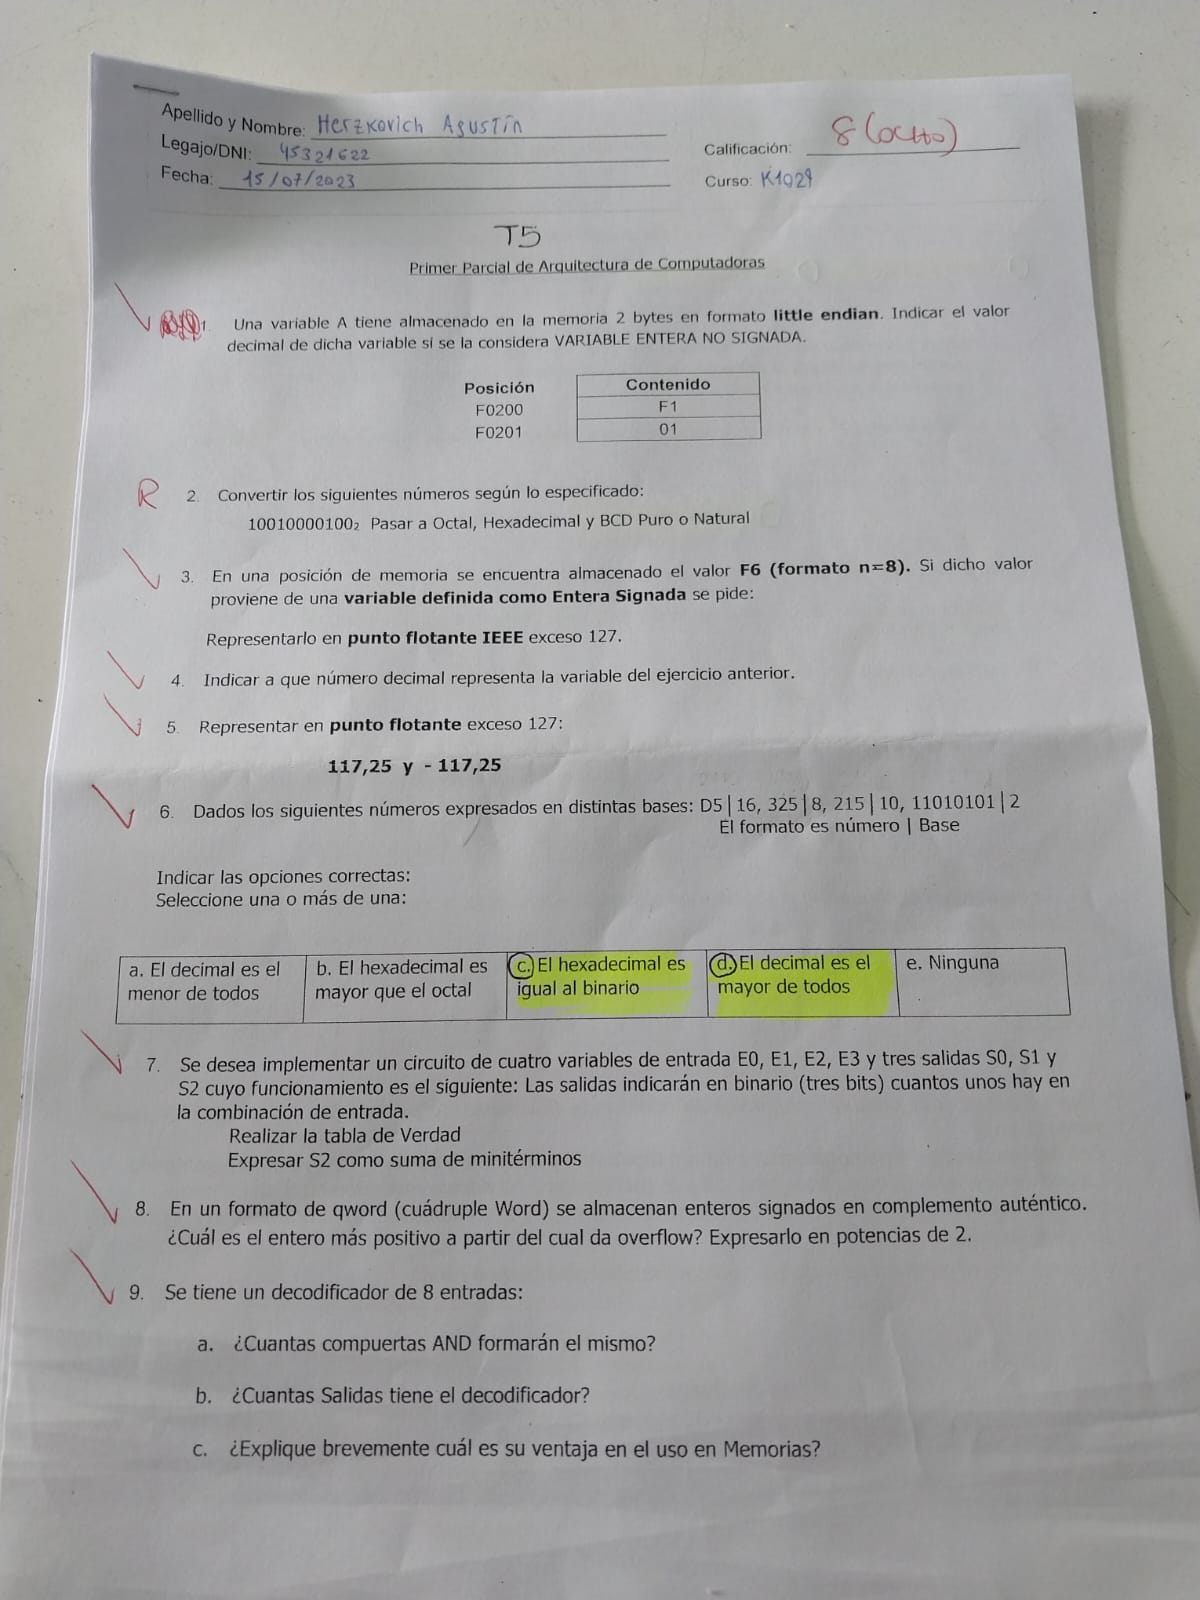 Apellido y Nombre: Herzkovich Agustín
Legajo/DNI: 45321622
Calificación: 8 (ocho)
Fecha: 15/07/2023
Curso: K1029
T5
Primer Parcial de Arquitectura de Computadoras
1. Una variable A tiene almacenado en la memoria 2 bytes en formato little endian. Indicar el valor
decimal de dicha variable si se la considera VARIABLE ENTERA NO SIGNADA.
Posición Contenido
F0200 F1
F0201 01
R 2. Convertir los siguientes números según lo especificado:
10010000100₂ Pasar a Octal, Hexadecimal y BCD Puro o Natural
3. En una posición de memoria se encuentra almacenado el valor F6 (formato n=8). Si dicho valor
proviene de una variable definida como Entera Signada se pide:
Representarlo en punto flotante IEEE exceso 127.
4. Indicar a que número decimal representa la variable del ejercicio anterior.
5. Representar en punto flotante exceso 127:
117,25 y - 117,25
6. Dados los siguientes números expresados en distintas bases: D5|16, 325|8, 215|10, 11010101|2
El formato es número | Base
Indicar las opciones correctas:
Seleccione una o más de una:
a. El decimal es el menor de todos
b. El hexadecimal es mayor que el octal
c. El hexadecimal es igual al binario
d. El decimal es el mayor de todos
e. Ninguna
7. Se desea implementar un circuito de cuatro variables de entrada E0, E1, E2, E3 y tres salidas S0, S1 y
S2 cuyo funcionamiento es el siguiente: Las salidas indicarán en binario (tres bits) cuantos unos hay en
la combinación de entrada.
Realizar la tabla de Verdad
Expresar S2 como suma de minitérminos
8. En un formato de qword (cuádruple Word) se almacenan enteros signados en complemento auténtico.
¿Cuál es el entero más positivo a partir del cual da overflow? Expresarlo en potencias de 2.
9. Se tiene un decodificador de 8 entradas:
a. ¿Cuantas compuertas AND formarán el mismo?
b. ¿Cuantas Salidas tiene el decodificador?
c. ¿Explique brevemente cuál es su ventaja en el uso en Memorias?